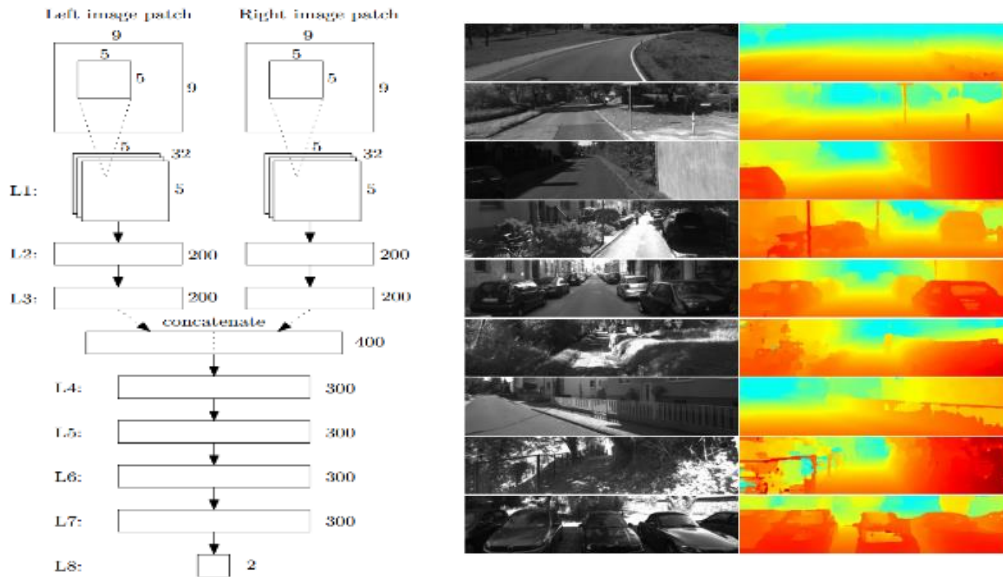 Left image patch Right image patch
9 9
5 5
5 5
9 9
5 32 5 32
L1: 5 5
L2: 200 200
L3: 200 200
concatenate
400
L4: 300
L5: 300
L6: 300
L7: 300
L8: 2